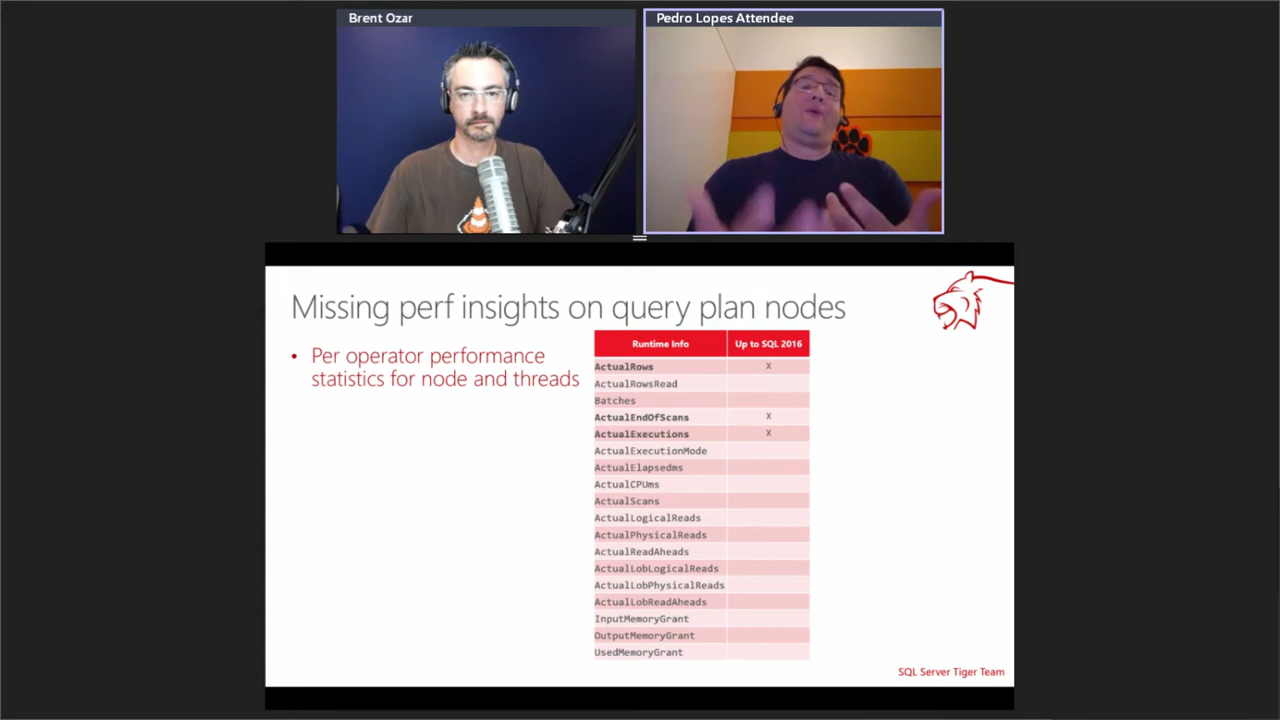 Brent Ozar
Pedro Lopes Attendee
Missing perf insights on query plan nodes
• Per operator performance
statistics for node and threads
Runtime Info Up to SQL 2016
ActualRows X
ActualRowsRead
Batches
ActualEndOfScans X
ActualExecutions X
ActualExecutionMode
ActualElapsedms
ActualCPUms
ActualScans
ActualLogicalReads
ActualPhysicalReads
ActualReadAheads
ActualLobLogicalReads
ActualLobPhysicalReads
ActualLobReadAheads
InputMemoryGrant
OutputMemoryGrant
UsedMemoryGrant
SQL Server Tiger Team